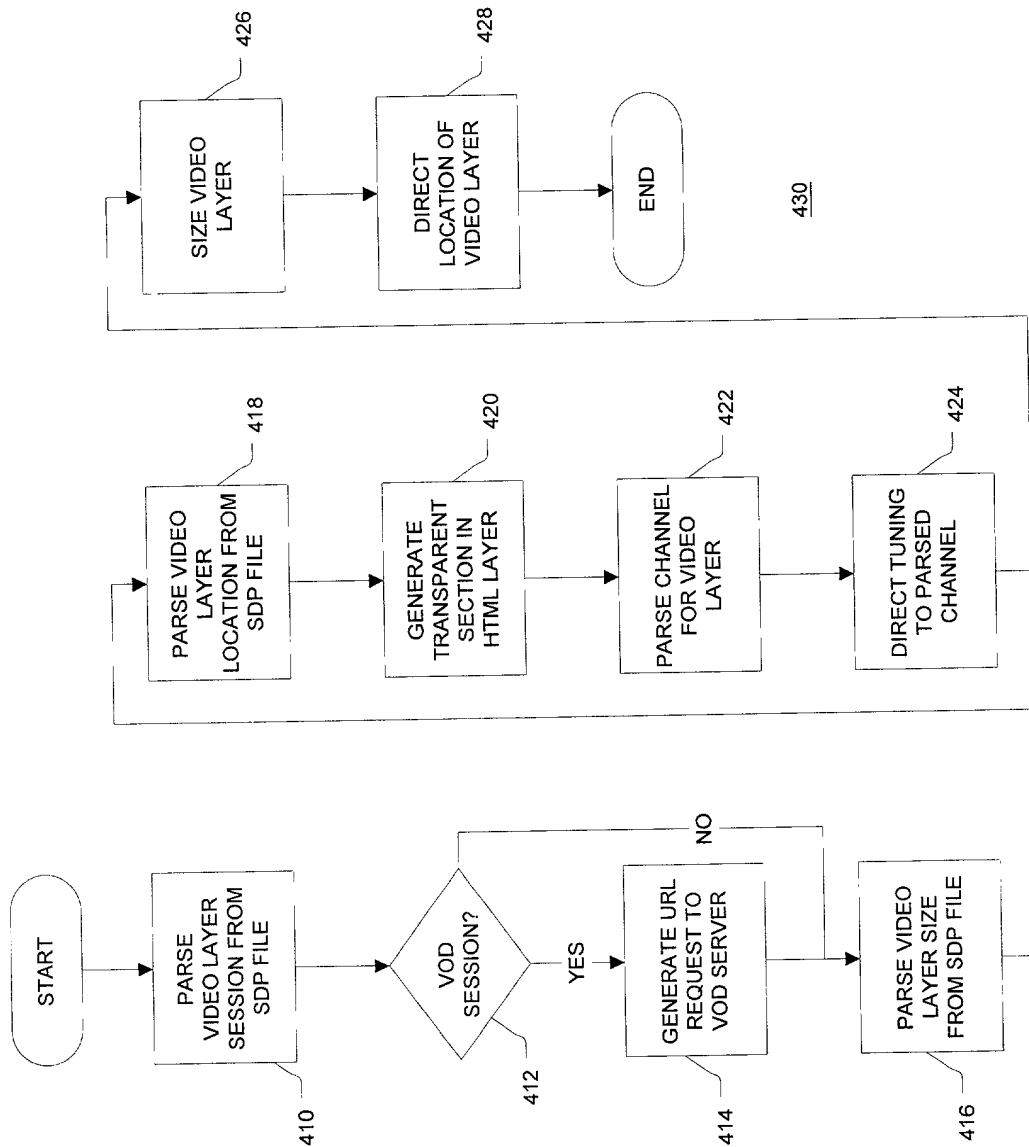 START
PARSE
VIDEO LAYER
SESSION FROM
SDP FILE
410
VOD
SESSION?
412
YES
NO
GENERATE URL
REQUEST TO
VOD SERVER
414
PARSE VIDEO
LAYER SIZE
FROM SDP FILE
416
PARSE VIDEO
LAYER
LOCATION FROM
SDP FILE
418
GENERATE
TRANSPARENT
SECTION IN
HTML LAYER
420
PARSE CHANNEL
FOR VIDEO
LAYER
422
DIRECT TUNING
TO PARSED
CHANNEL
424
SIZE VIDEO
LAYER
426
DIRECT
LOCATION OF
VIDEO LAYER
428
END
430